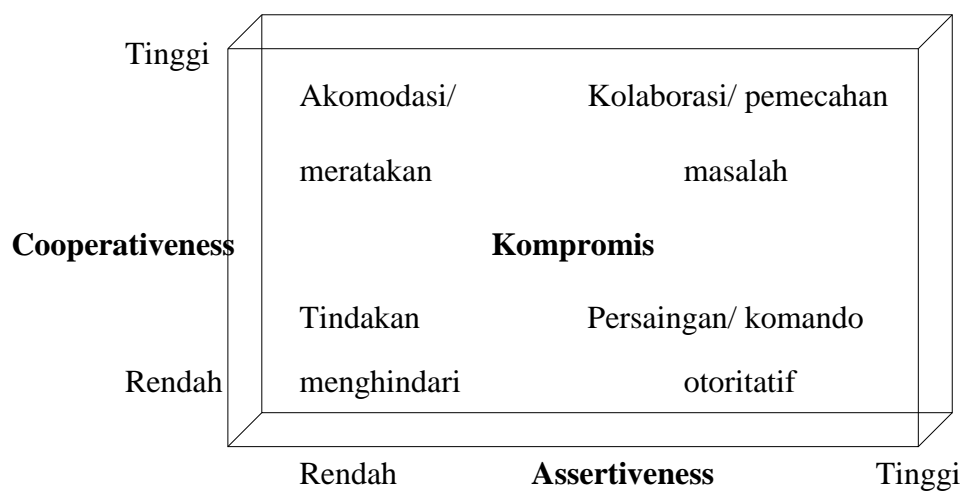 Tinggi
Akomodasi/ Kolaborasi/ pemecahan
meratakan masalah
Cooperativeness Kompromis
Tindakan Persaingan/ komando
Rendah menghindari otoritatif
Rendah Assertiveness Tinggi